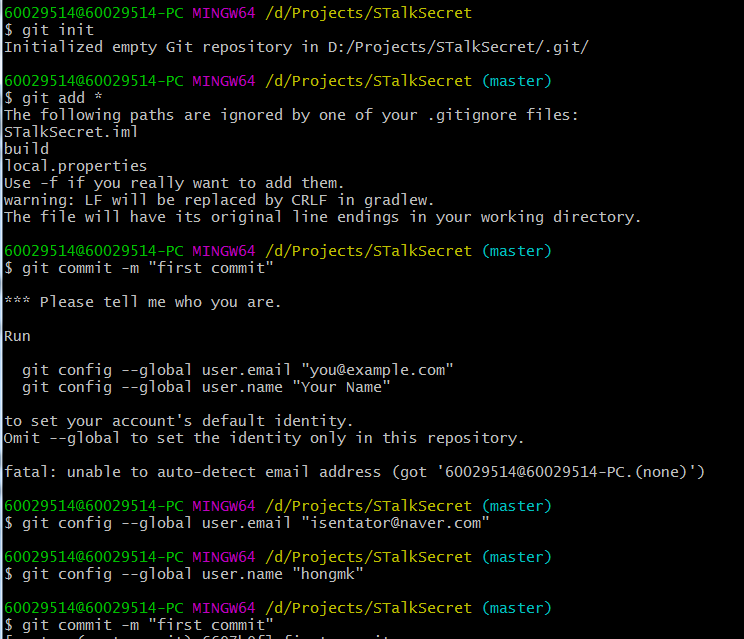 60029514@60029514-PC MINGW64 /d/Projects/STalkSecret
$ git init
Initialized empty Git repository in D:/Projects/STalkSecret/.git/
60029514@60029514-PC MINGW64 /d/Projects/STalkSecret (master)
$ git add *
The following paths are ignored by one of your .gitignore files:
STalkSecret.iml
build
local.properties
Use -f if you really want to add them.
warning: LF will be replaced by CRLF in gradlew.
The file will have its original line endings in your working directory.
60029514@60029514-PC MINGW64 /d/Projects/STalkSecret (master)
$ git commit -m "first commit"
*** Please tell me who you are.
Run
git config --global user.email "you@example.com"
git config --global user.name "Your Name"
to set your account's default identity.
Omit --global to set the identity only in this repository.
fatal: unable to auto-detect email address (got '60029514@60029514-PC.(none)')
60029514@60029514-PC MINGW64 /d/Projects/STalkSecret (master)
$ git config --global user.email "isentator@naver.com"
60029514@60029514-PC MINGW64 /d/Projects/STalkSecret (master)
$ git config --global user.name "hongmk"
60029514@60029514-PC MINGW64 /d/Projects/STalkSecret (master)
$ git commit -m "first commit"